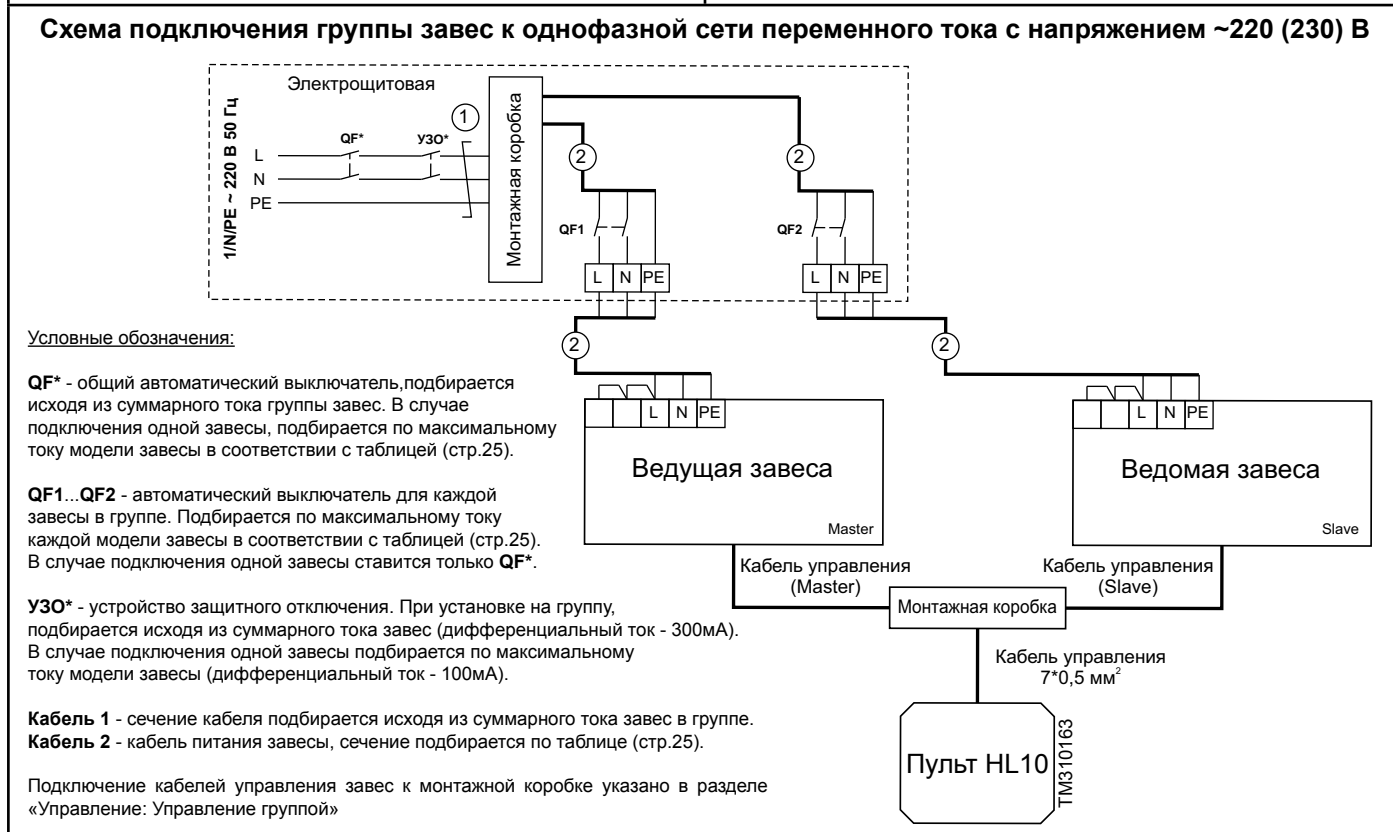 Схема подключения группы завес к однофазной сети переменного тока с напряжением ~220 (230) В
Электрощитовая
1/N/PE ~ 220 В 50 Гц
L
N
PE
QF*
УЗО*
1
Монтажная коробка
2
2
QF1
QF2
L N PE
L N PE
2
2
L N PE
L N PE
Ведущая завеса
Master
Ведомая завеса
Slave
Кабель управления
(Master)
Кабель управления
(Slave)
Монтажная коробка
Кабель управления
7*0,5 мм²
Пульт HL10
TM310163
Условные обозначения:
QF* - общий автоматический выключатель,подбирается
исходя из суммарного тока группы завес. В случае
подключения одной завесы, подбирается по максимальному
току модели завесы в соответствии с таблицей (стр.25).
QF1...QF2 - автоматический выключатель для каждой
завесы в группе. Подбирается по максимальному току
каждой модели завесы в соответствии с таблицей (стр.25).
В случае подключения одной завесы ставится только QF*.
УЗО* - устройство защитного отключения. При установке на группу,
подбирается исходя из суммарного тока завес (дифференциальный ток - 300мА).
В случае подключения одной завесы подбирается по максимальному
току модели завесы (дифференциальный ток - 100мА).
Кабель 1 - сечение кабеля подбирается исходя из суммарного тока завес в группе.
Кабель 2 - кабель питания завесы, сечение подбирается по таблице (стр.25).
Подключение кабелей управления завес к монтажной коробке указано в разделе
«Управление: Управление группой»